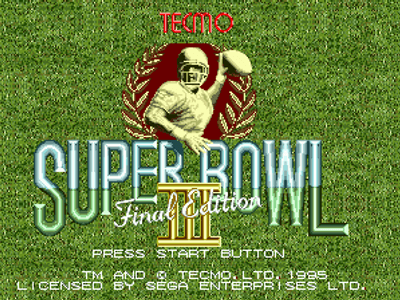 TECMO
SUPER BOWL
III
Final Edition
PRESS START BUTTON
TM AND © TECMO,LTD.1995
LICENSED BY SEGA ENTERPRISES LTD.